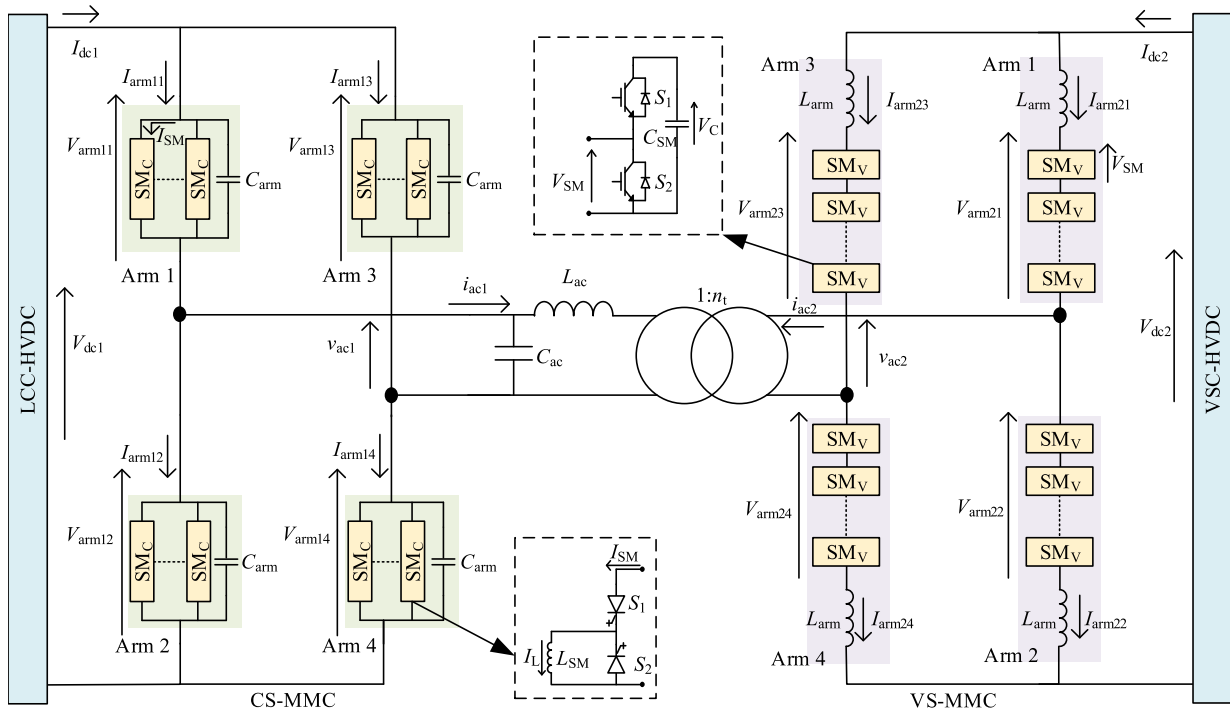 LCC-HVDC
Idc1
Iarm11
Varm11
ISM
SMC
SMC
Carm
Arm 1
Iarm13
Varm13
SMC
SMC
Carm
Arm 3
Vdc1
vac1
iac1
Lac
Cac
1:nt
iac2
vac2
Iarm12
Varm12
SMC
SMC
Carm
Arm 2
Iarm14
Varm14
SMC
SMC
Carm
Arm 4
CS-MMC
S1
CSM
VC
VSM
S2
ISM
S1
IL
LSM
S2
Arm 3
Larm
Iarm23
SMV
SMV
Varm23
SMV
Arm 1
Larm
Iarm21
SMV
VSM
SMV
Varm21
SMV
Idc2
Vdc2
SMV
SMV
Varm24
SMV
Larm
Iarm24
Arm 4
SMV
SMV
Varm22
SMV
Larm
Iarm22
Arm 2
VS-MMC
VSC-HVDC